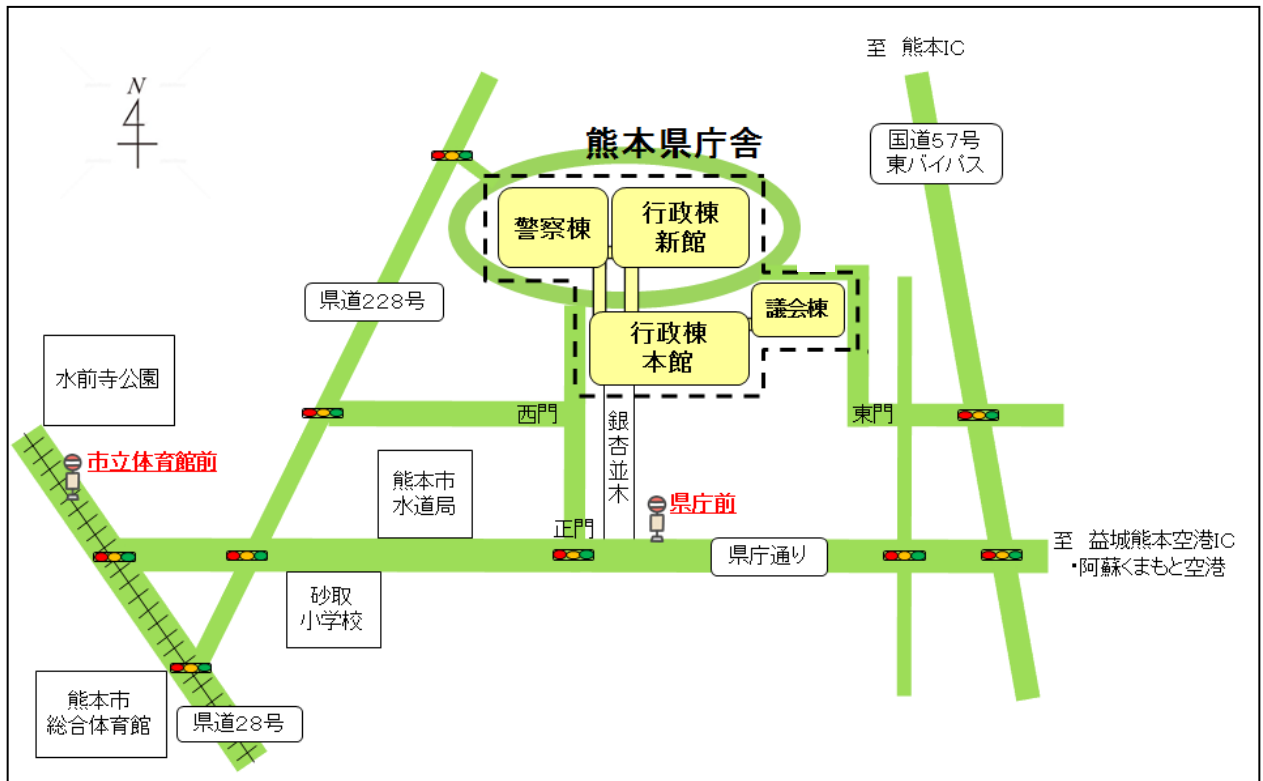 至 熊本IC
N
熊本県庁舎
国道57号
東バイパス
警察棟
行政棟
新館
県道228号
議会棟
行政棟
本館
水前寺公園
西門
東門
銀杏並木
市立体育館前
熊本市
水道局
県庁前
正門
県庁通り
至 益城熊本空港IC
・阿蘇くまもと空港
砂取
小学校
熊本市
総合体育館
県道28号